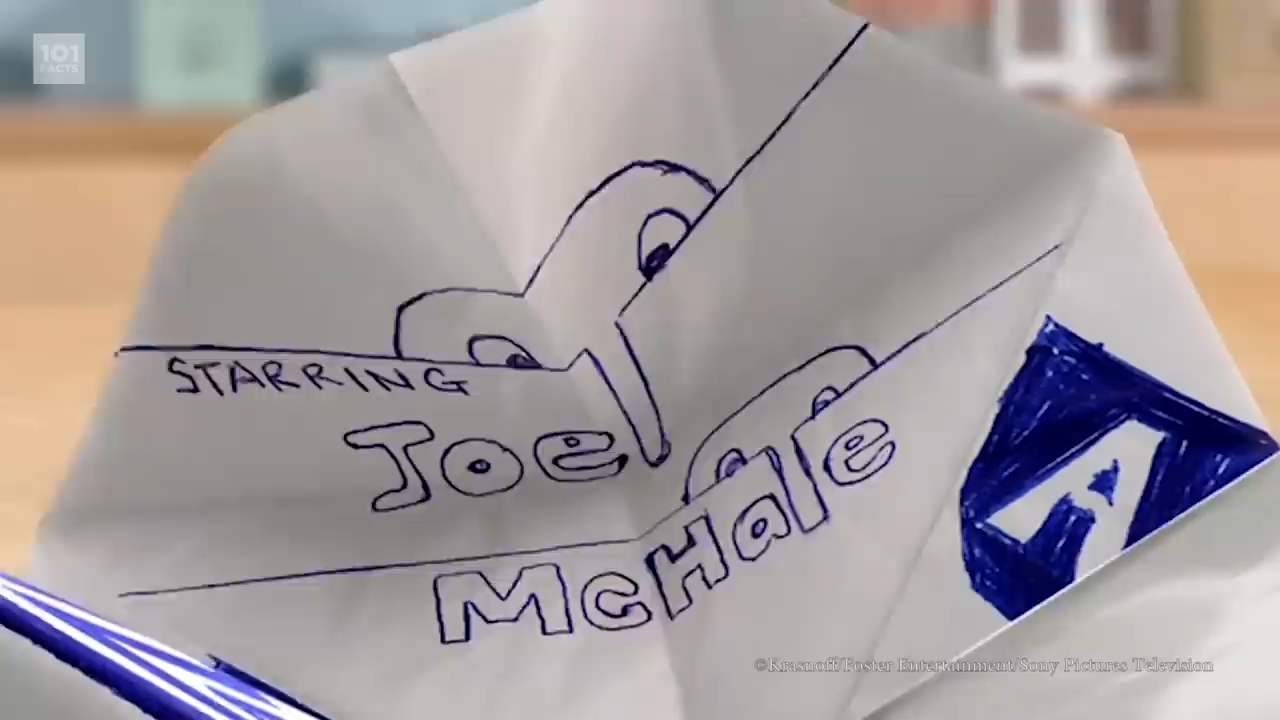 101
FACTS
STARRING
Joel
McHale
©Krasnoff Foster Entertainment/Sony Pictures Television